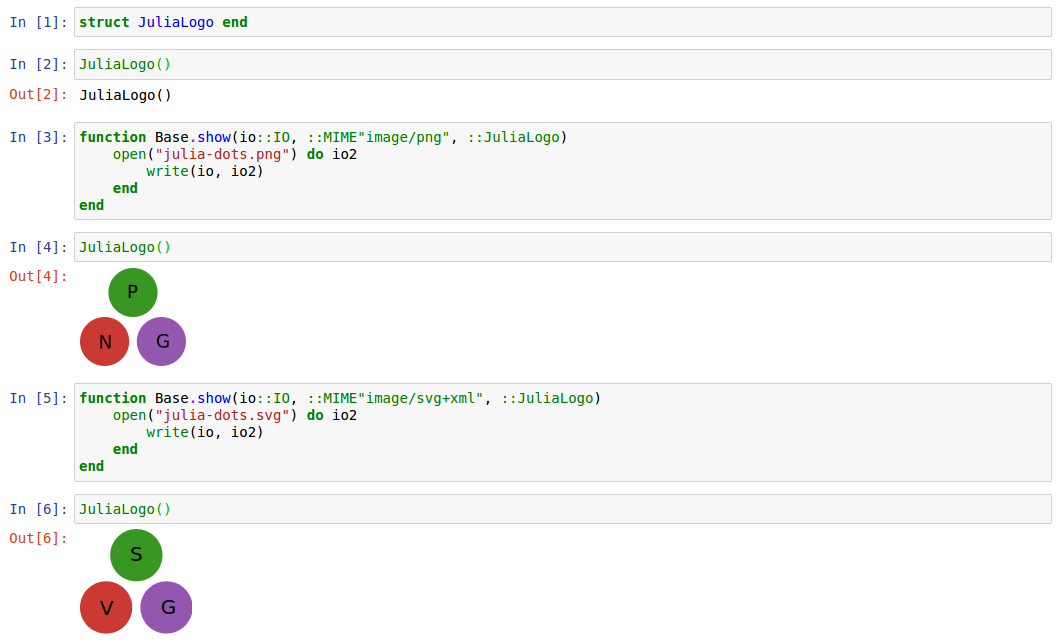 In [1]: struct JuliaLogo end
In [2]: JuliaLogo()
Out[2]: JuliaLogo()
In [3]: function Base.show(io::IO, ::MIME"image/png", ::JuliaLogo)
    open("julia-dots.png") do io2
        write(io, io2)
    end
end
In [4]: JuliaLogo()
Out[4]:
P
N G
In [5]: function Base.show(io::IO, ::MIME"image/svg+xml", ::JuliaLogo)
    open("julia-dots.svg") do io2
        write(io, io2)
    end
end
In [6]: JuliaLogo()
Out[6]:
S
V G